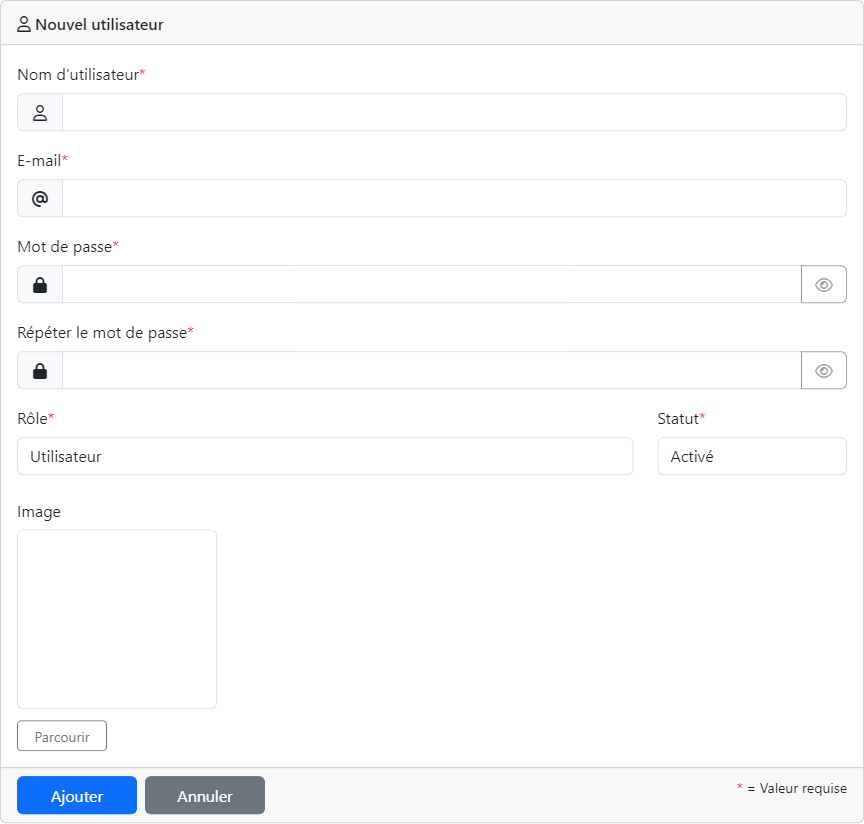 Nouvel utilisateur
Nom d'utilisateur*
E-mail*
@
Mot de passe*
Répéter le mot de passe*
Rôle* Statut*
Utilisateur Activé
Image
Parcourir
Ajouter Annuler * = Valeur requise